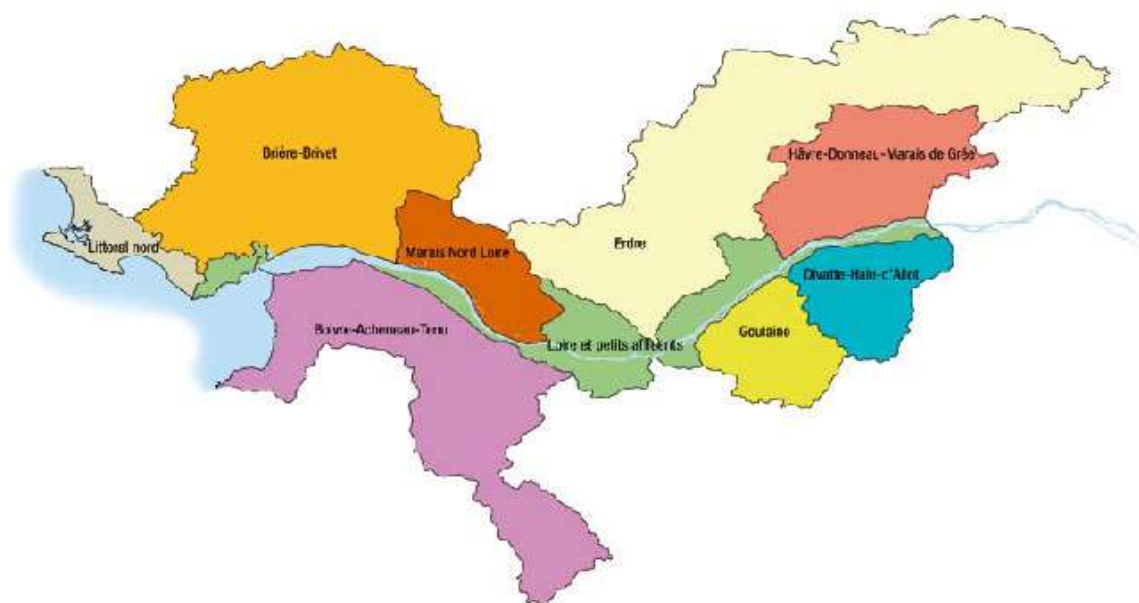 Brière-Brivet
Hâvre-Donneau-Marais de Grée
Littoral nord
Marais Nord Loire
Erdre
Divatte-Haie-d'Allot
Boivre-Acheneau-Tenu
Loire et petits affluents
Goulaine